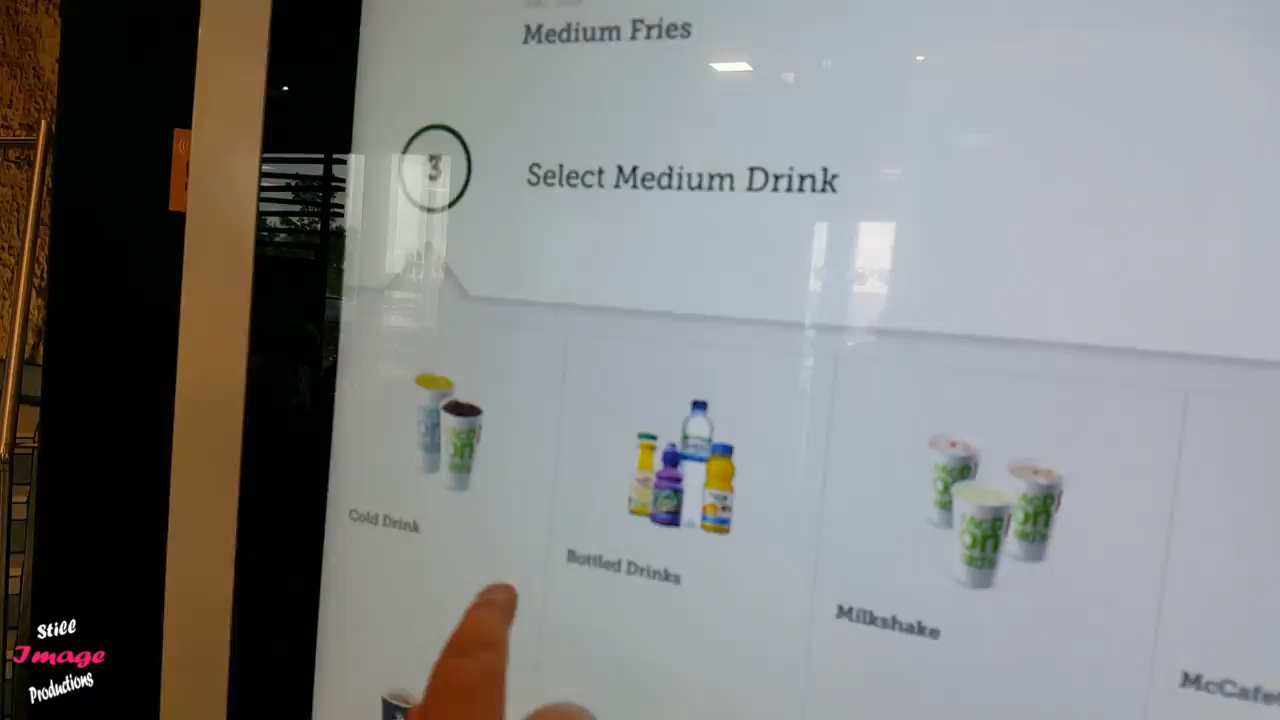 Medium Fries
3
Select Medium Drink
Cold Drink
Bottled Drinks
Milkshake
McCafe
Still
Image
Productions